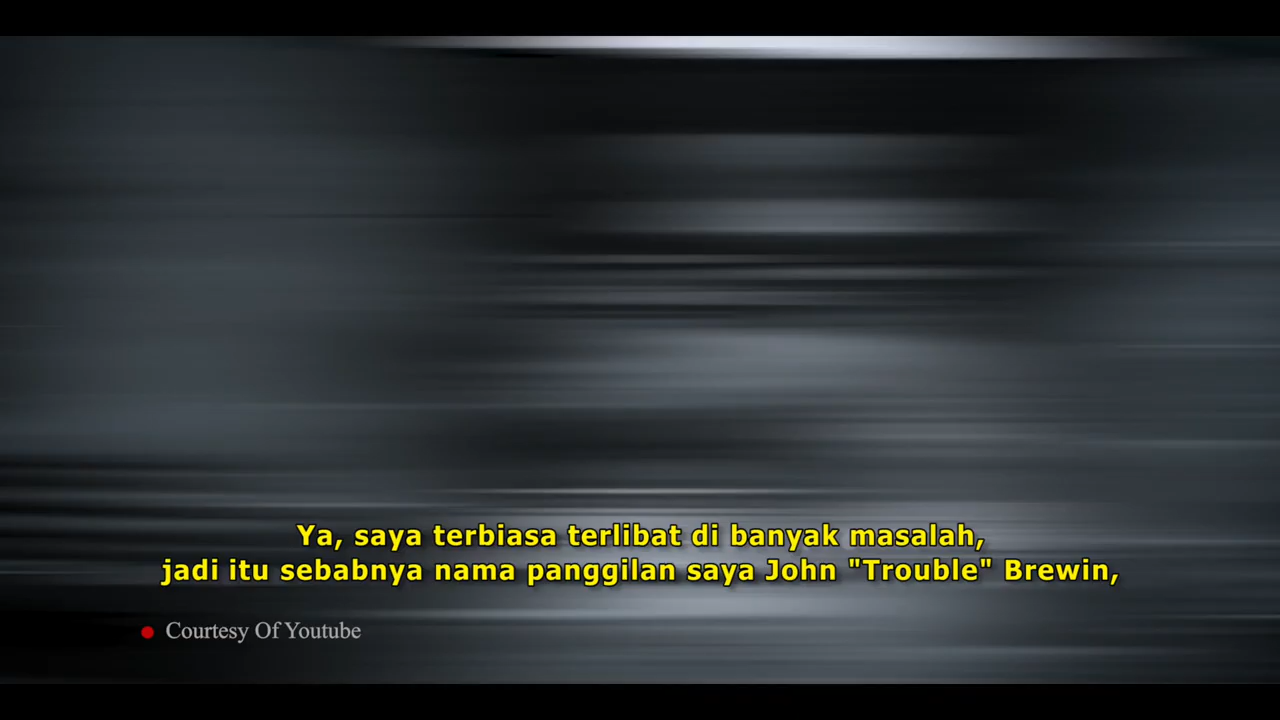 Ya, saya terbiasa terlibat di banyak masalah,
jadi itu sebabnya nama panggilan saya John "Trouble" Brewin,
Courtesy Of Youtube